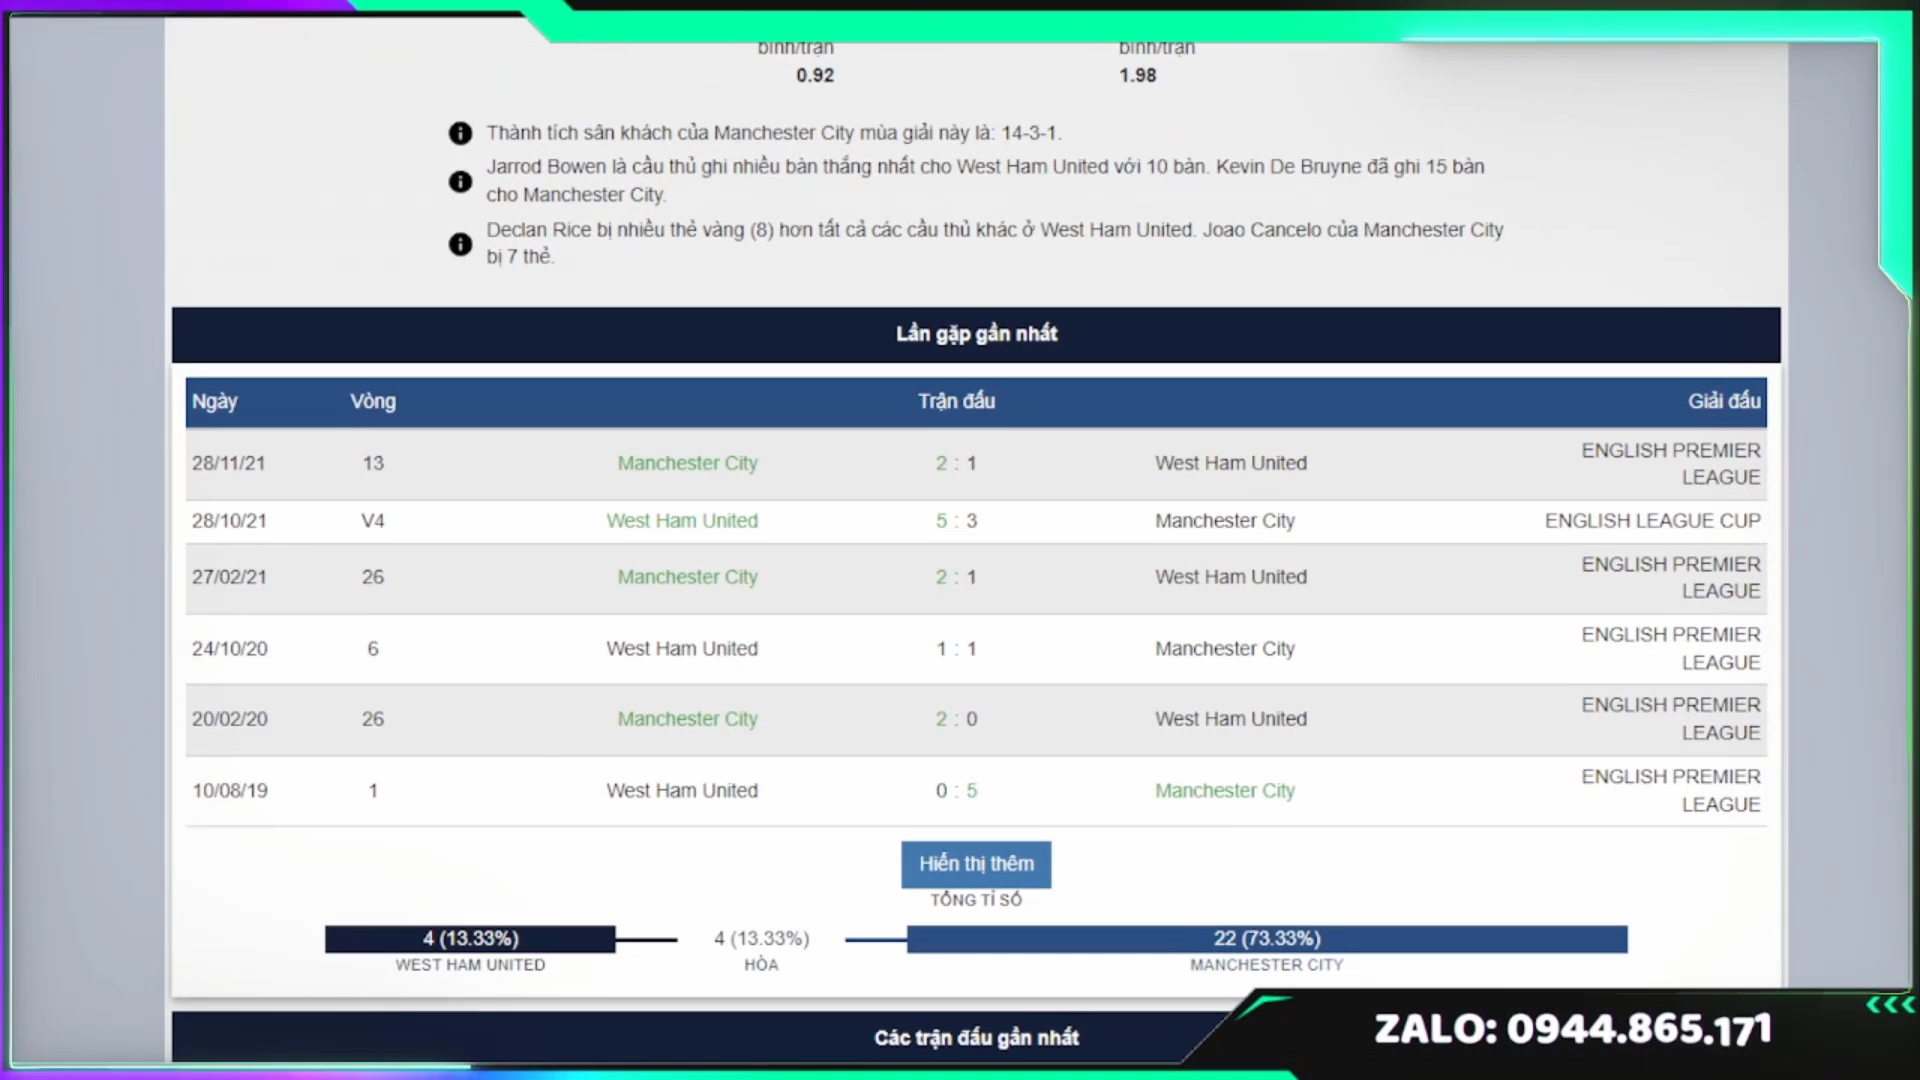 bình/trận bình/trận
0.92 1.98
Thành tích sân khách của Manchester City mùa giải này là: 14-3-1.
Jarrod Bowen là cầu thủ ghi nhiều bàn thắng nhất cho West Ham United với 10 bàn. Kevin De Bruyne đã ghi 15 bàn
cho Manchester City.
Declan Rice bị nhiều thẻ vàng (8) hơn tất cả các cầu thủ khác ở West Ham United. Joao Cancelo của Manchester City
bị 7 thẻ.
Lần gặp gần nhất
Ngày Vòng Trận đấu Giải đấu
28/11/21 13 Manchester City 2 : 1 West Ham United ENGLISH PREMIER
LEAGUE
28/10/21 V4 West Ham United 5 : 3 Manchester City ENGLISH LEAGUE CUP
27/02/21 26 Manchester City 2 : 1 West Ham United ENGLISH PREMIER
LEAGUE
24/10/20 6 West Ham United 1 : 1 Manchester City ENGLISH PREMIER
LEAGUE
20/02/20 26 Manchester City 2 : 0 West Ham United ENGLISH PREMIER
LEAGUE
10/08/19 1 West Ham United 0 : 5 Manchester City ENGLISH PREMIER
LEAGUE
Hiển thị thêm
TỔNG TỈ SỐ
4 (13.33%) 4 (13.33%) 22 (73.33%)
WEST HAM UNITED HÒA MANCHESTER CITY
Các trận đấu gần nhất
ZALO: 0944.865.171